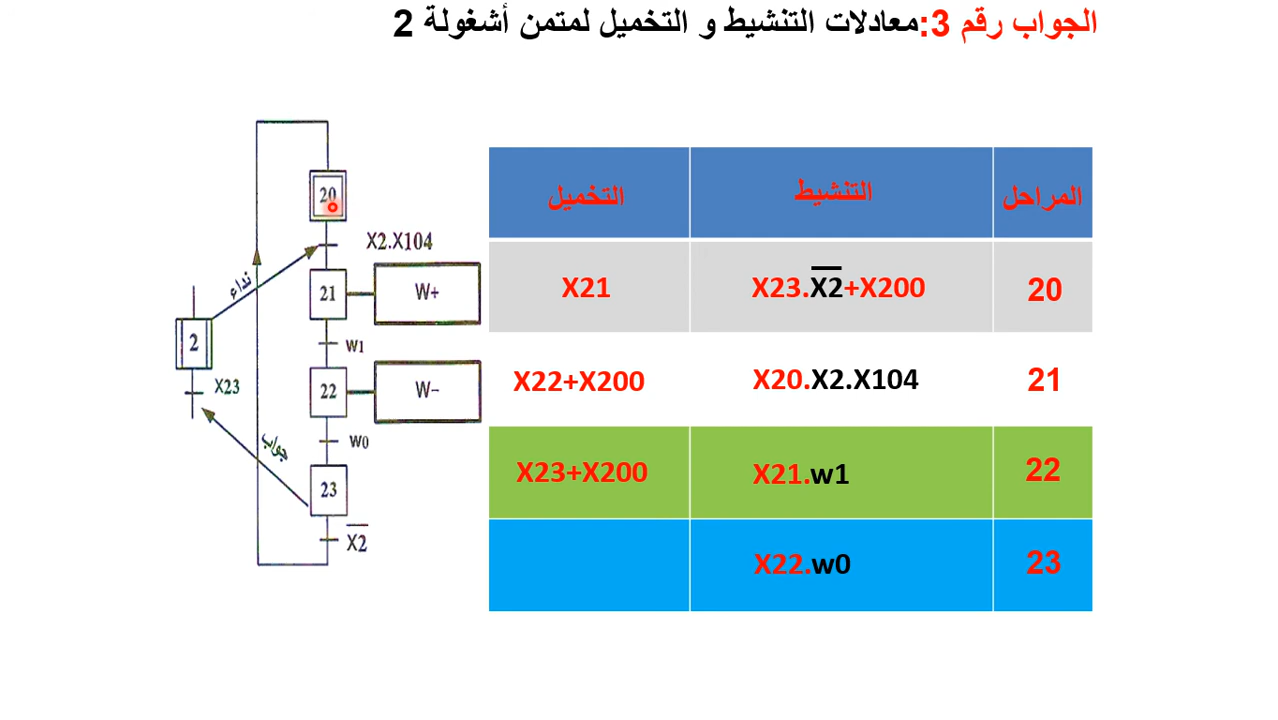 الجواب رقم 3:معادلات التنشيط و التخميل لمتمن أشغولة 2
20
X2.X104
نداء
21
W+
2
W1
X23
22
W−
جواب
W0
23
X̅2̅
المراحل التنشيط التخميل
20 X23.X̅2̅+X200 X21
21 X20.X2.X104 X22+X200
22 X21.w1 X23+X200
23 X22.w0